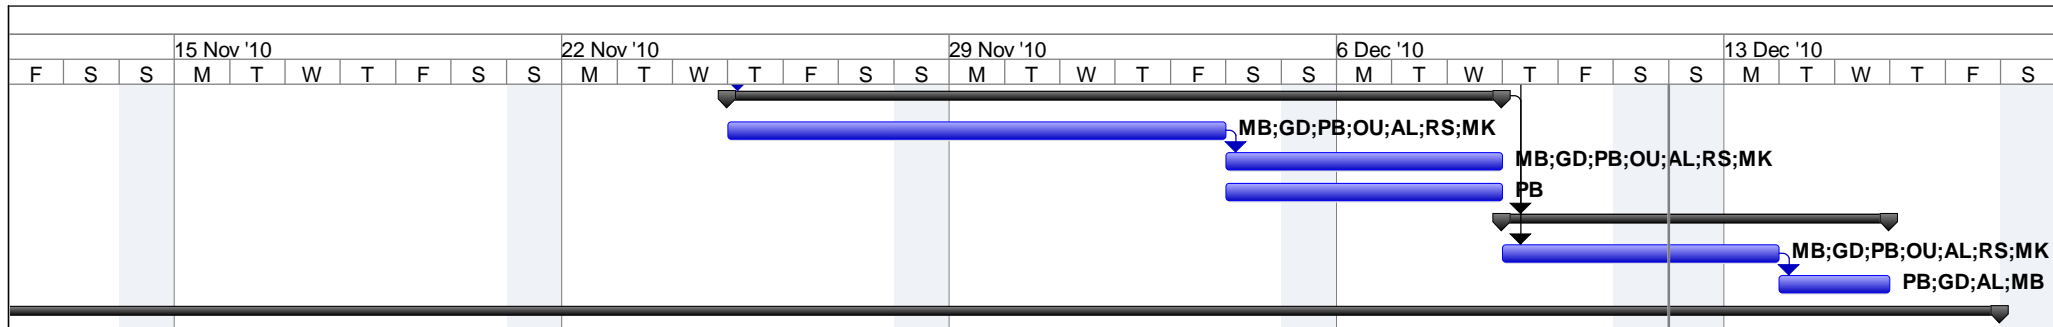 15 Nov '10 22 Nov '10 29 Nov '10 6 Dec '10 13 Dec '10
F S S M T W T F S S M T W T F S S M T W T F S S M T W T F S S M T W T F S
MB;GD;PB;OU;AL;RS;MK
MB;GD;PB;OU;AL;RS;MK
PB
MB;GD;PB;OU;AL;RS;MK
PB;GD;AL;MB